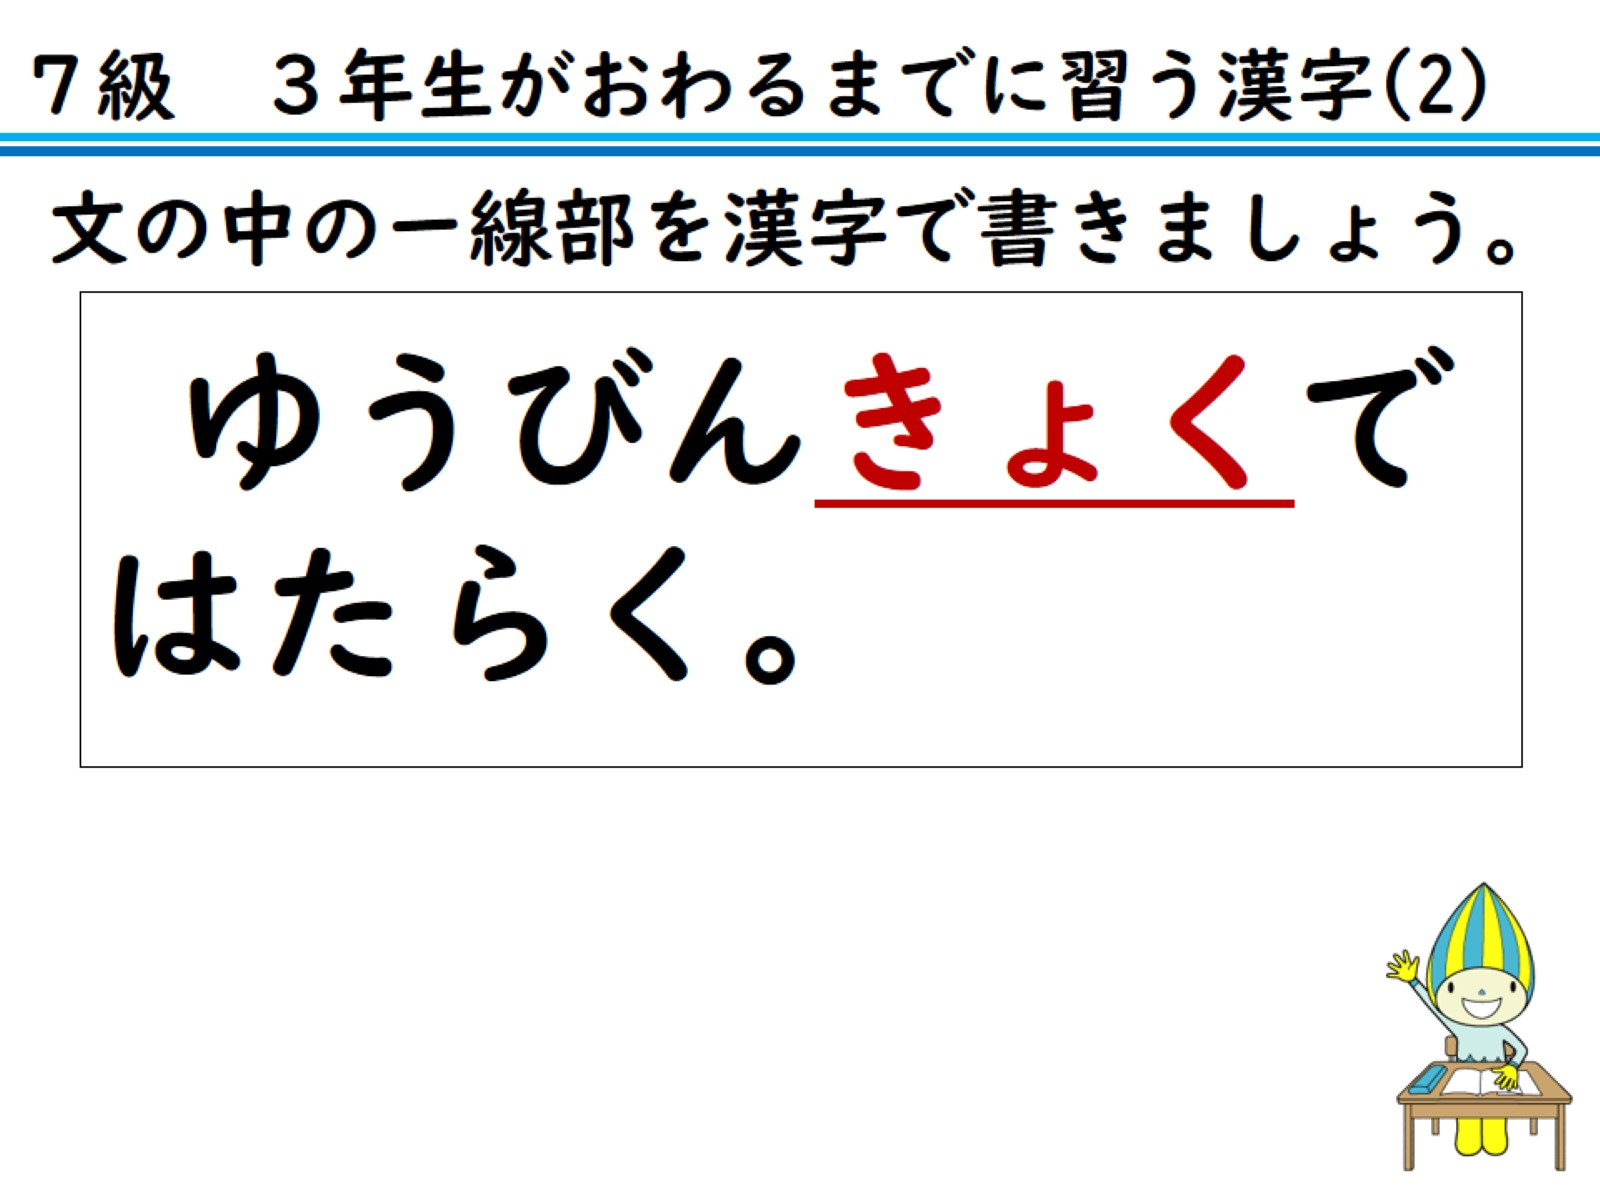 ７級　３年生がおわるまでに習う漢字(2)
文の中の―線部を漢字で書きましょう。
ゆうびんきょくで
はたらく。